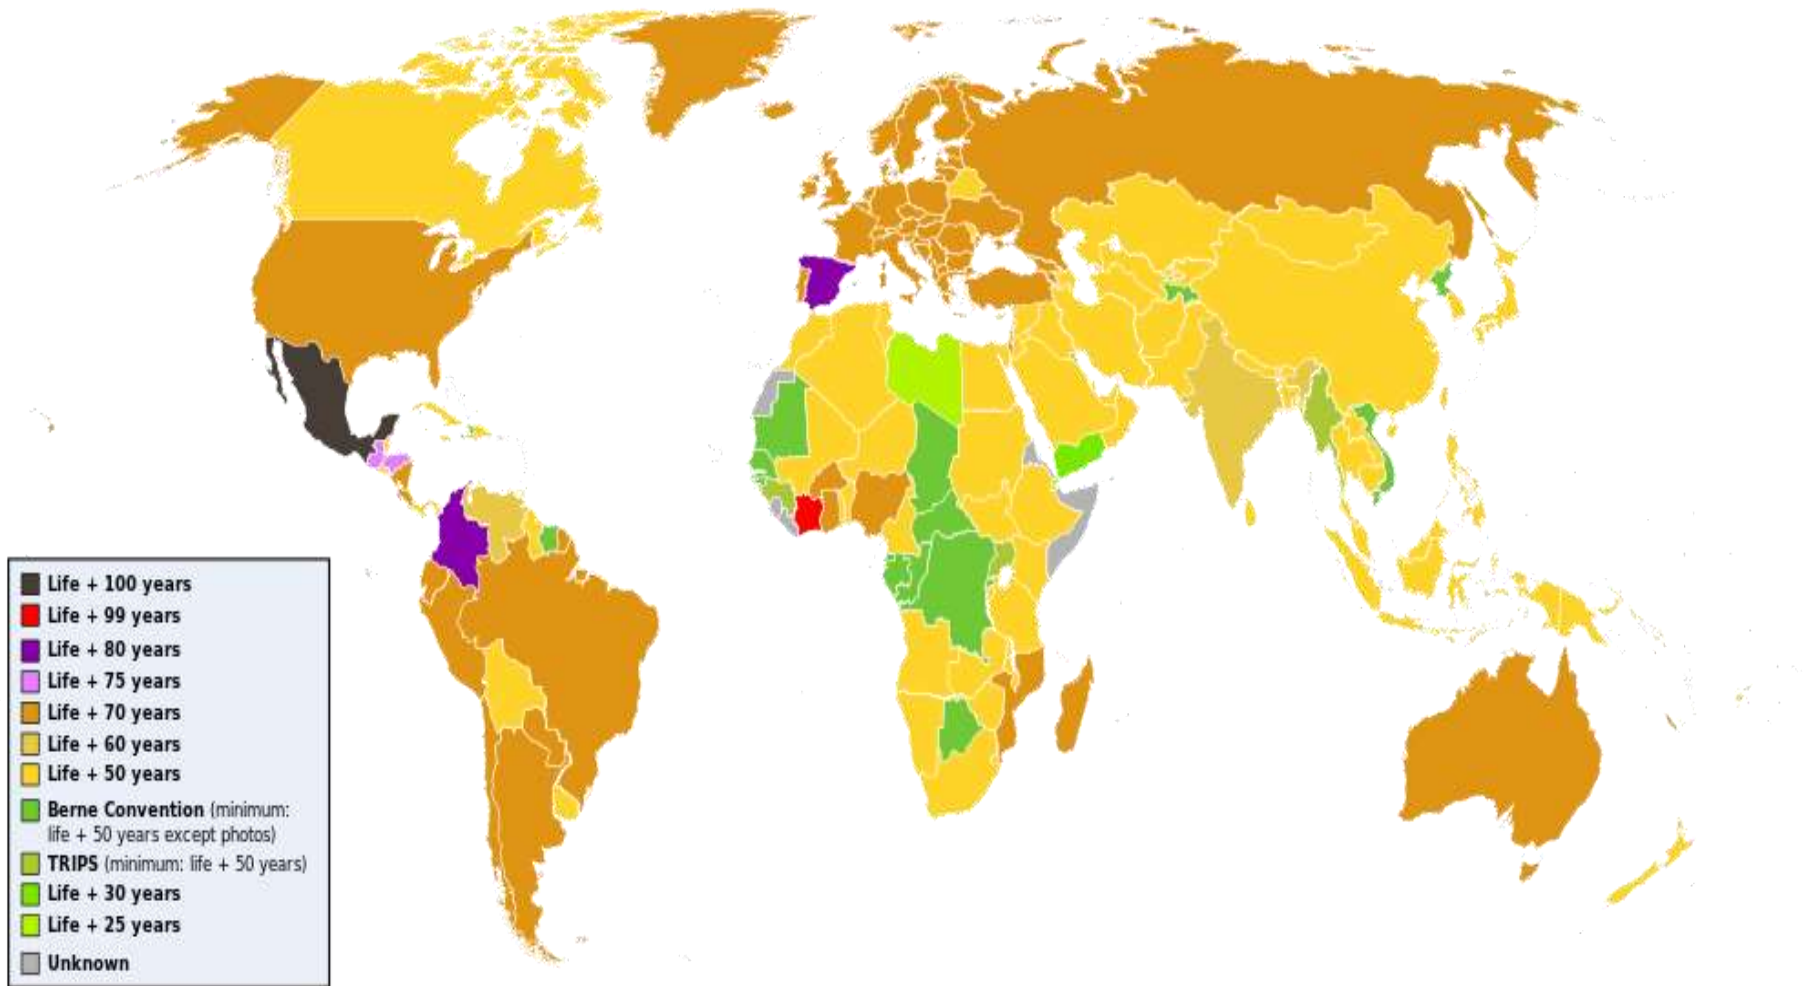 Life + 100 years
Life + 99 years
Life + 80 years
Life + 75 years
Life + 70 years
Life + 60 years
Life + 50 years
Berne Convention (minimum:
life + 50 years except photos)
TRIPS (minimum: life + 50 years)
Life + 30 years
Life + 25 years
Unknown